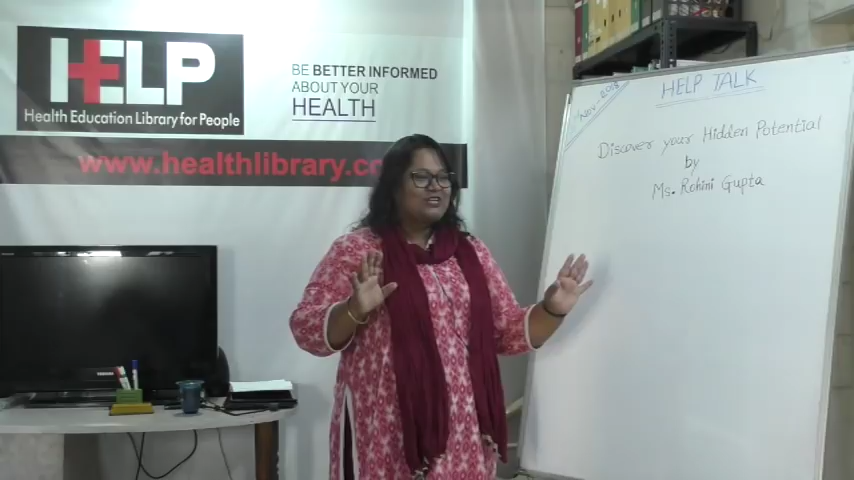 HELP
Health Education Library for People
BE BETTER INFORMED
ABOUT YOUR
HEALTH
www.healthlibrary.co
TOSHIBA
HELP TALK
Discover your Hidden Potential
by
Ms. Rohini Gupta